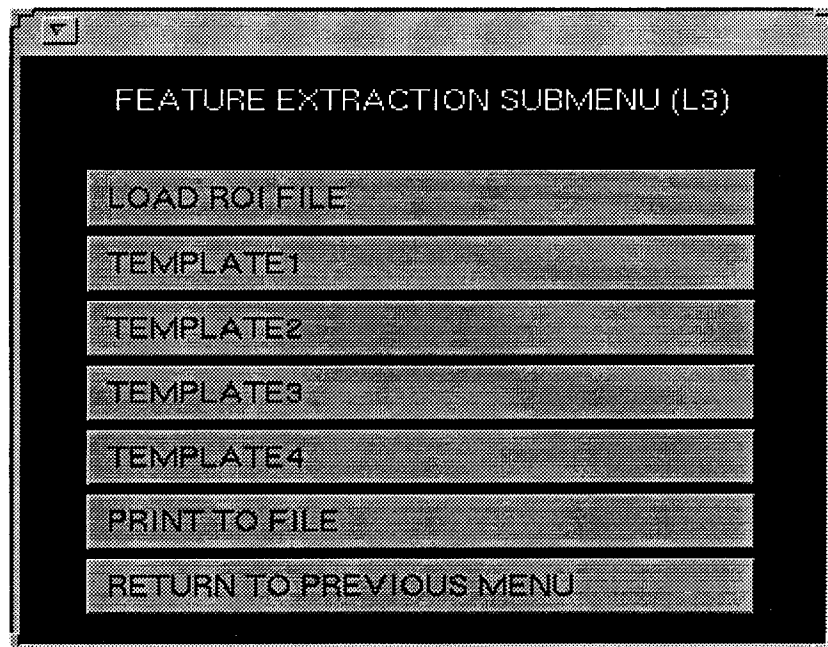 FEATURE EXTRACTION SUBMENU (L3)
LOAD ROI FILE
TEMPLATE1
TEMPLATE2
TEMPLATE3
TEMPLATE4
PRINT TO FILE
RETURN TO PREVIOUS MENU